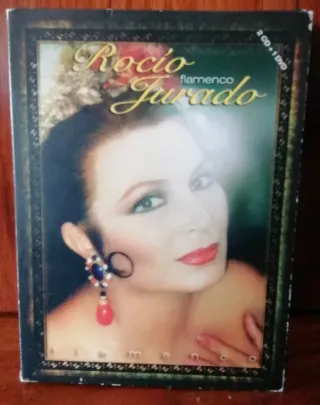 Rocío
flamenco
Jurado
2 CD + 1 DVD
flamenco